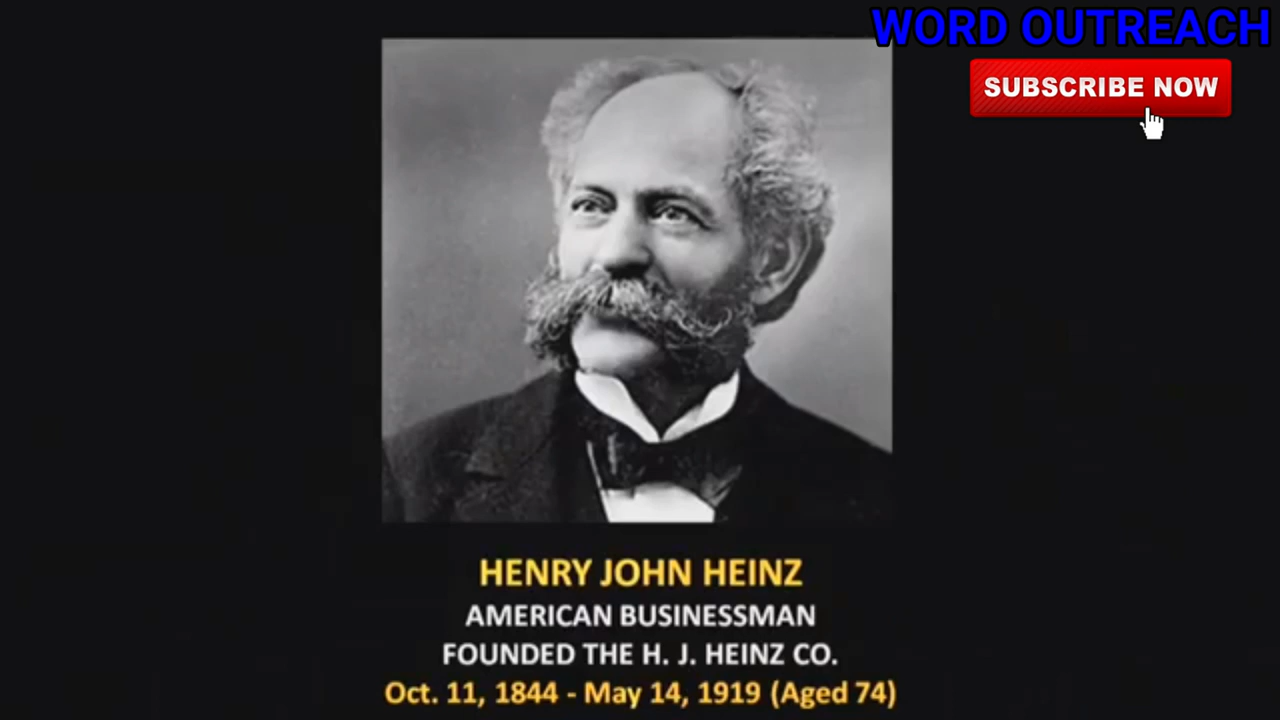 WORD OUTREACH
SUBSCRIBE NOW
HENRY JOHN HEINZ
AMERICAN BUSINESSMAN
FOUNDED THE H. J. HEINZ CO.
Oct. 11, 1844 - May 14, 1919 (Aged 74)